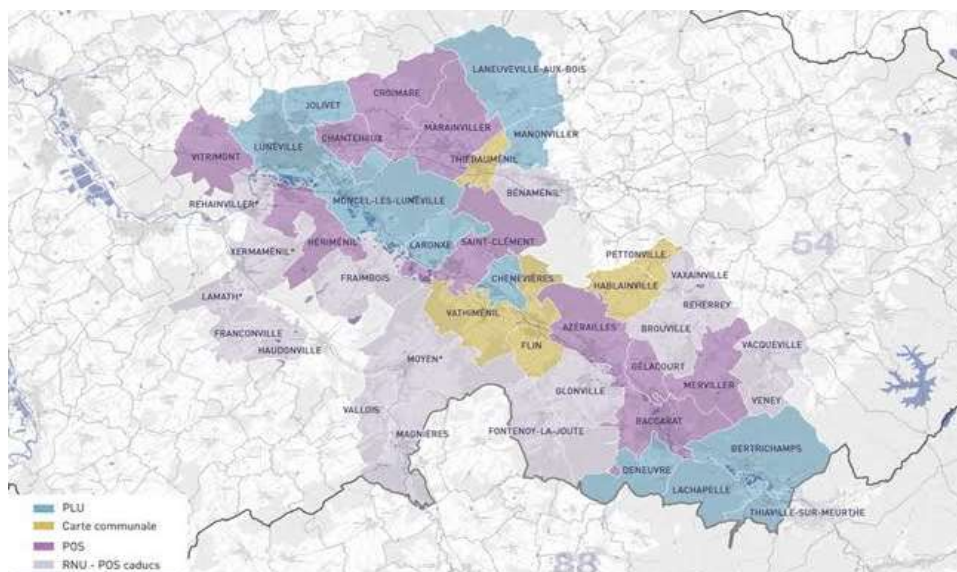 LANEUVEVILLE-AUX-BOIS
CROIMARE
JOLIVET
MARAINVILLER
MANONVILLER
CHANTEHEUX
LUNÉVILLE
VITRIMONT
THIÉBAUMÉNIL
BÉNAMÉNIL
MONCEL-LES-LUNÉVILLE
REHAINVILLER*
HÉRIMÉNIL
LARONXE
SAINT-CLÉMENT
54
XERMAMÉNIL*
PETTONVILLE
VAXAINVILLE
FRAIMBOIS
CHENEVIÈRES
HABLAINVILLE
LAMATH*
REHERREY
VATHIMÉNIL
AZÉRAILLES
BROUVILLE
FRANCONVILLE
HAUDONVILLE
FLIN
VACQUEVILLE
MOYEN*
GÉLACOURT
MERVILLER
GLONVILLE
VENEY
VALLOIS
BACCARAT
MAGNIÈRES
FONTENOY-LA-JOUTE
BERTRICHAMPS
DENEUVRE
LACHAPELLE
THIAVILLE-SUR-MEURTHE
88
PLU
Carte communale
POS
RNU - POS caducs